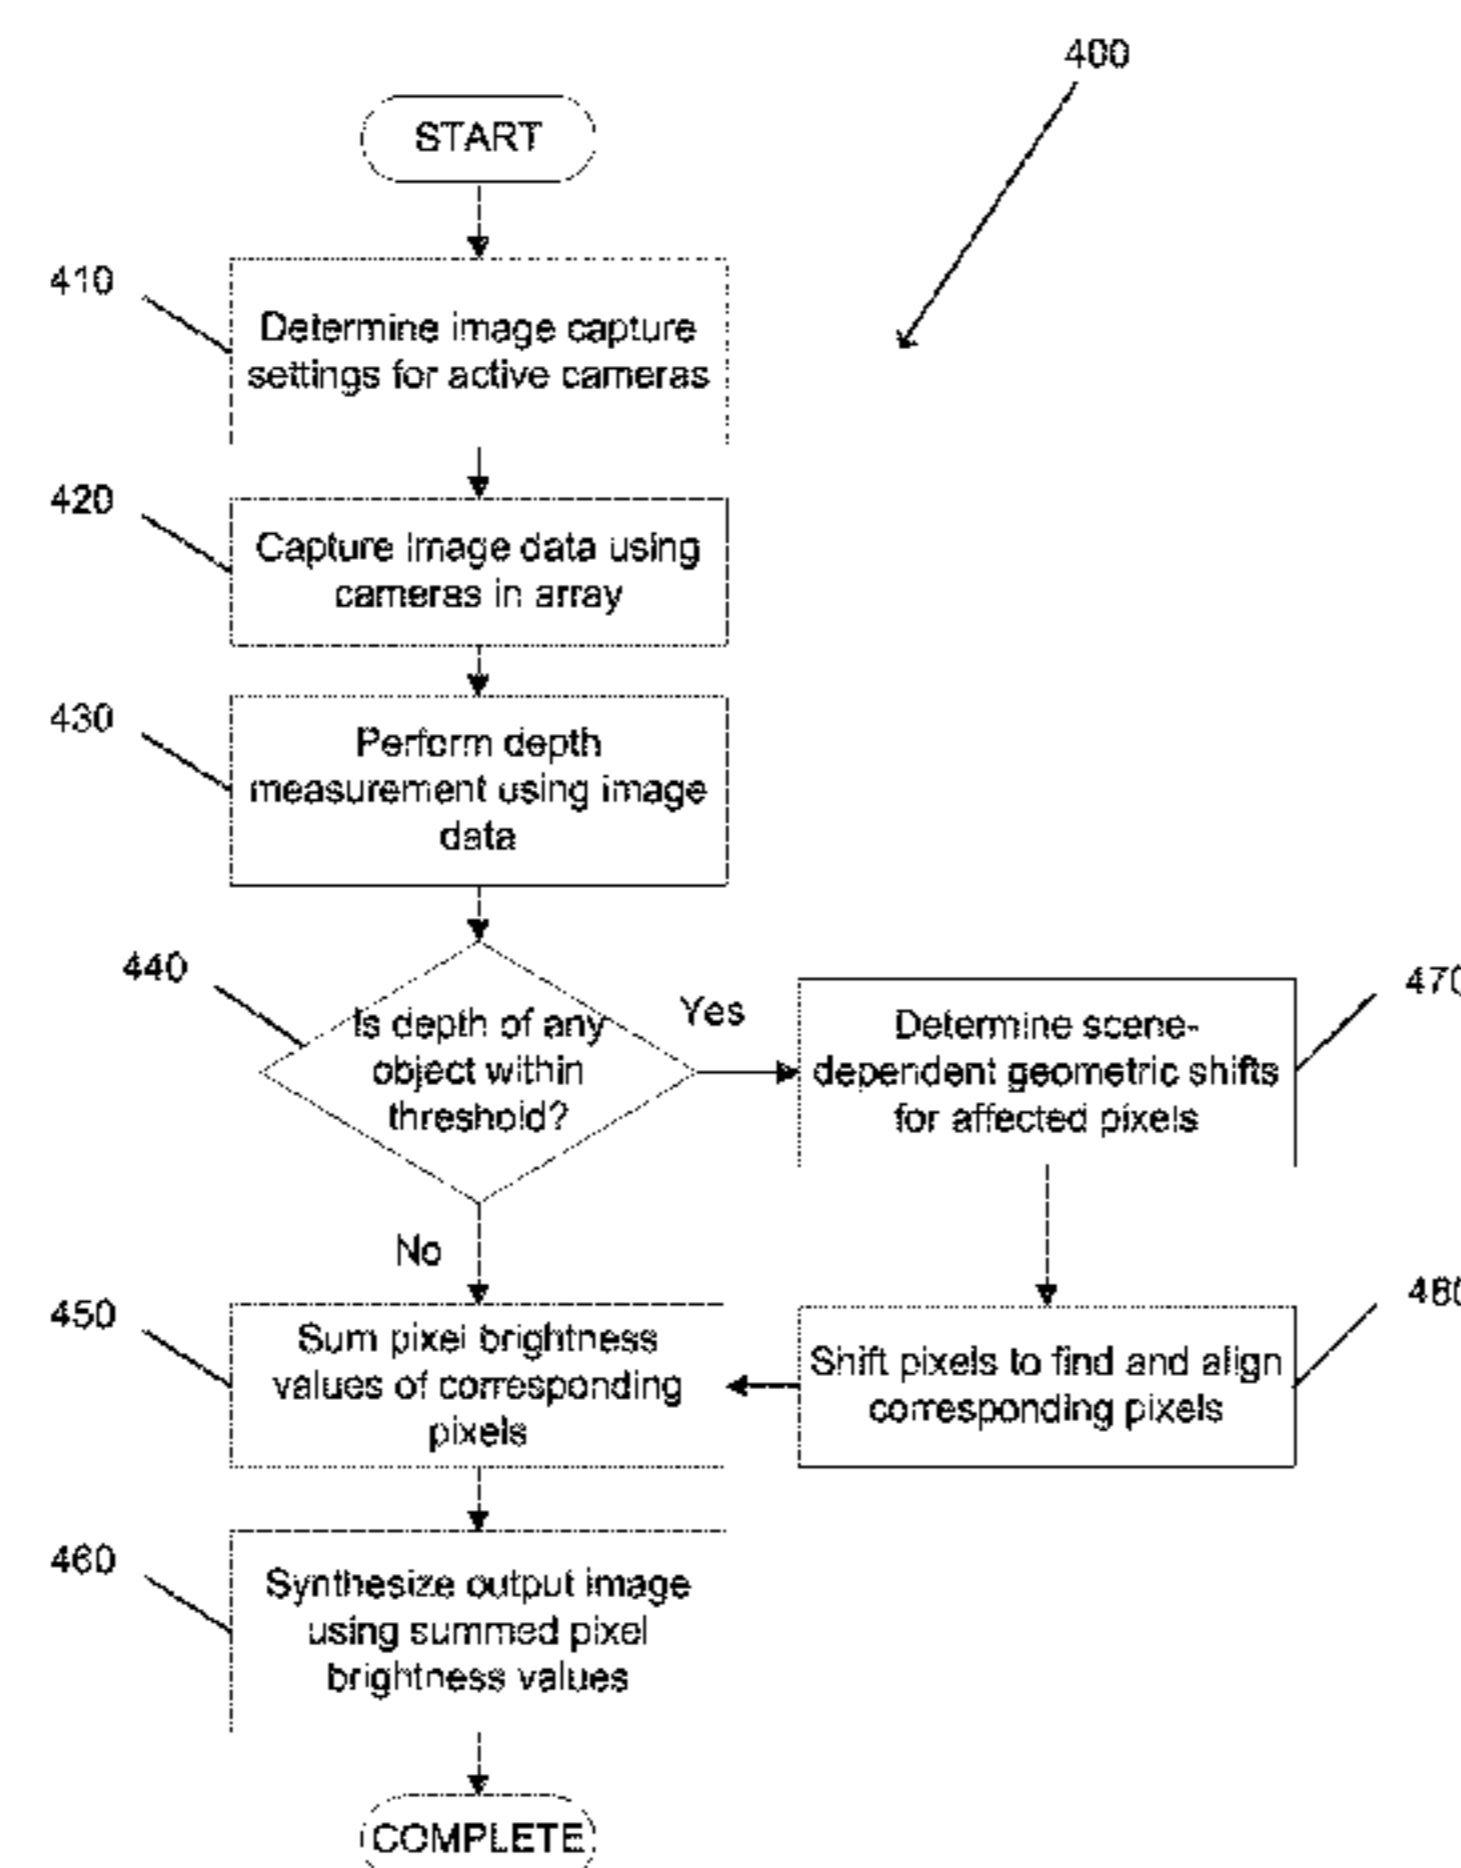 400
START
410
Determine image capture
settings for active cameras
420
Capture image data using
cameras in array
430
Perform depth
measurement using image
data
440
Is depth of any
object within
threshold?
Yes
470
Determine scene-
dependent geometric shifts
for affected pixels
No
450
Sum pixel brightness
values of corresponding
pixels
480
Shift pixels to find and align
corresponding pixels
460
Synthesize output image
using summed pixel
brightness values
COMPLETE